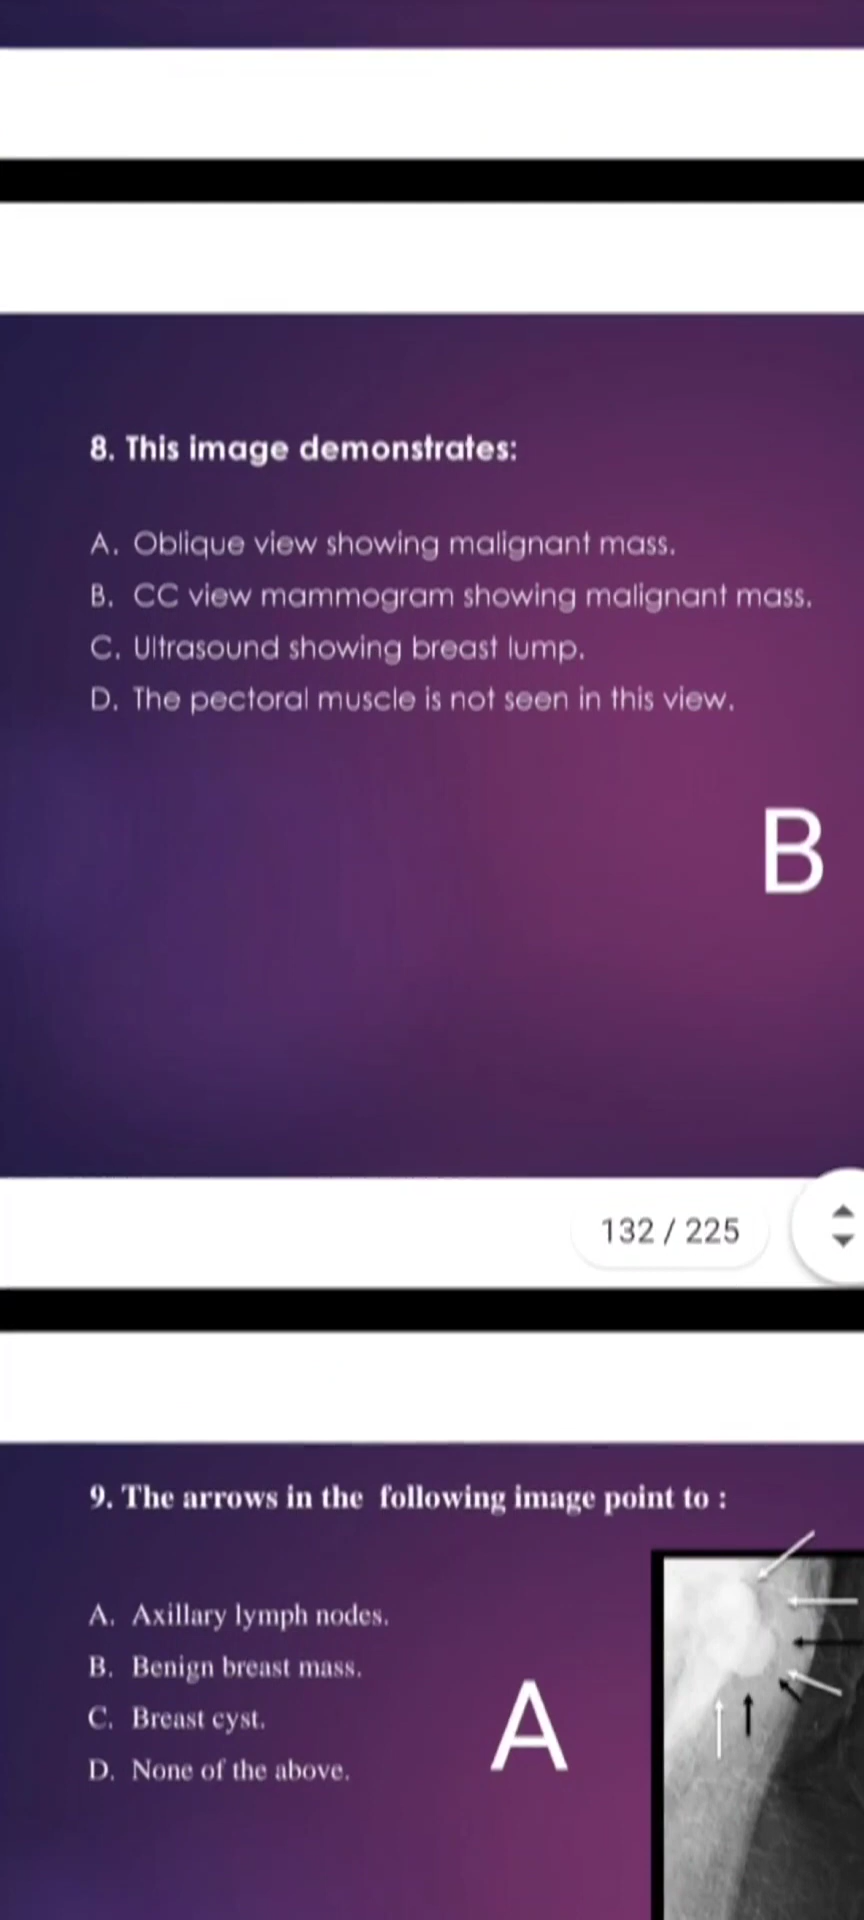 8. This image demonstrates:
A. Oblique view showing malignant mass.
B. CC view mammogram showing malignant mass.
C. Ultrasound showing breast lump.
D. The pectoral muscle is not seen in this view.
B
132 / 225
9. The arrows in the following image point to :
A. Axillary lymph nodes.
B. Benign breast mass.
C. Breast cyst.
D. None of the above.
A